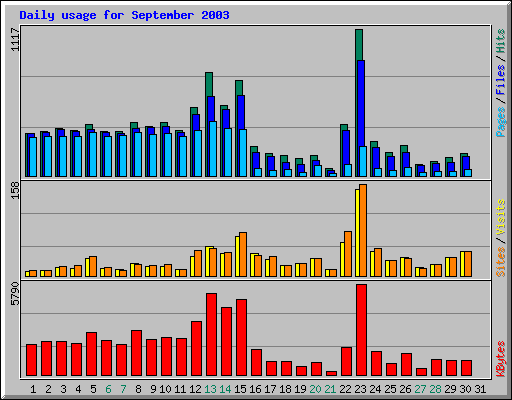 Daily usage for September 2003
1117
Pages / Files / Hits
158
Sites / Visits
5790
KBytes
1 2 3 4 5 6 7 8 9 10 11 12 13 14 15 16 17 18 19 20 21 22 23 24 25 26 27 28 29 30 31